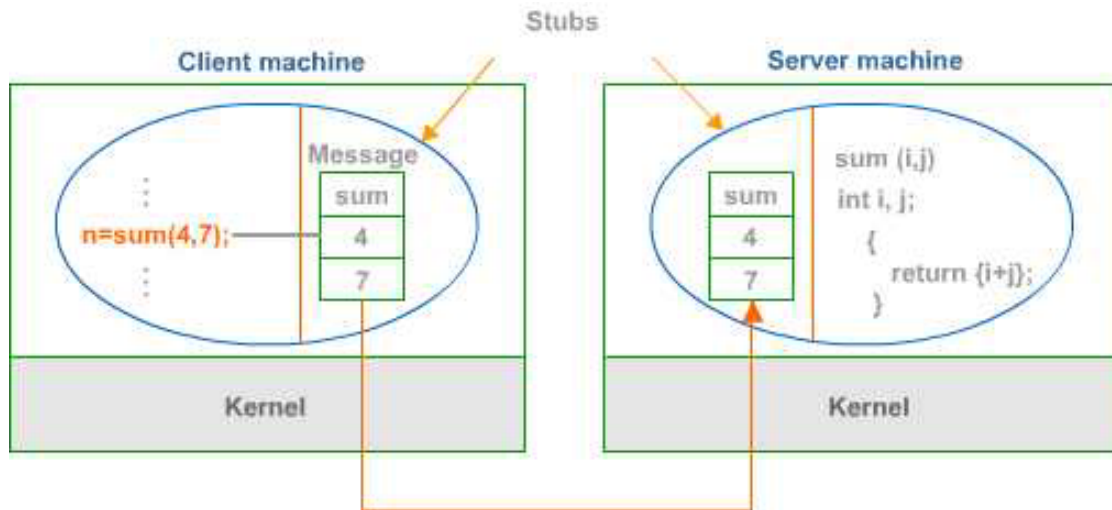 Stubs
Client machine
Server machine
Message
sum
4
7
⋮
n=sum(4,7);
⋮
Kernel
sum
4
7
sum (i,j)
int i, j;
{
return {i+j};
}
Kernel